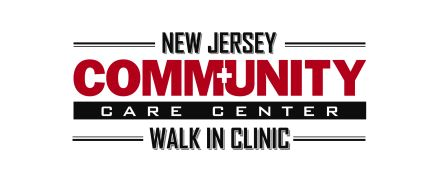 NEW JERSEY
COMMUNITY
CARE CENTER
WALK IN CLINIC